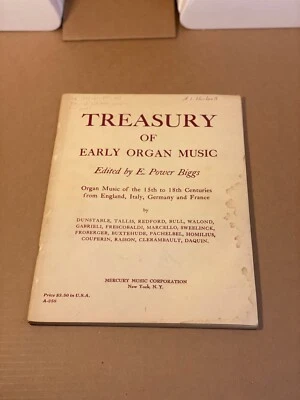 TREASURY
OF
EARLY ORGAN MUSIC
Edited by E. Power Biggs
Organ Music of the 15th to 18th Centuries
from England, Italy, Germany and France
by
DUNSTABLE, TALLIS, REDFORD, BULL, WALOND,
GABRIELI, FRESCOBALDI, MARCELLO, SWEELINCK,
FROBERGER, BUXTEHUDE, PACHELBEL, HOMILIUS,
COUPERIN, RAISON, CLERAMBAULT, DAQUIN.
MERCURY MUSIC CORPORATION
New York, N.Y.
Price $3.50 in U.S.A.